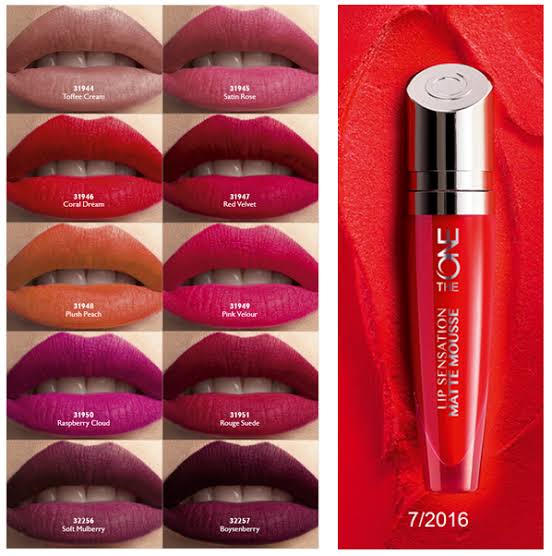 31944
Toffee Cream
31945
Satin Rose
31946
Coral Dream
31947
Red Velvet
31948
Plush Peach
31949
Pink Velour
31950
Raspberry Cloud
31951
Rouge Suede
32256
Soft Mulberry
32257
Boysenberry
THE ONE
LIP SENSATION
MATTE MOUSSE
7/2016